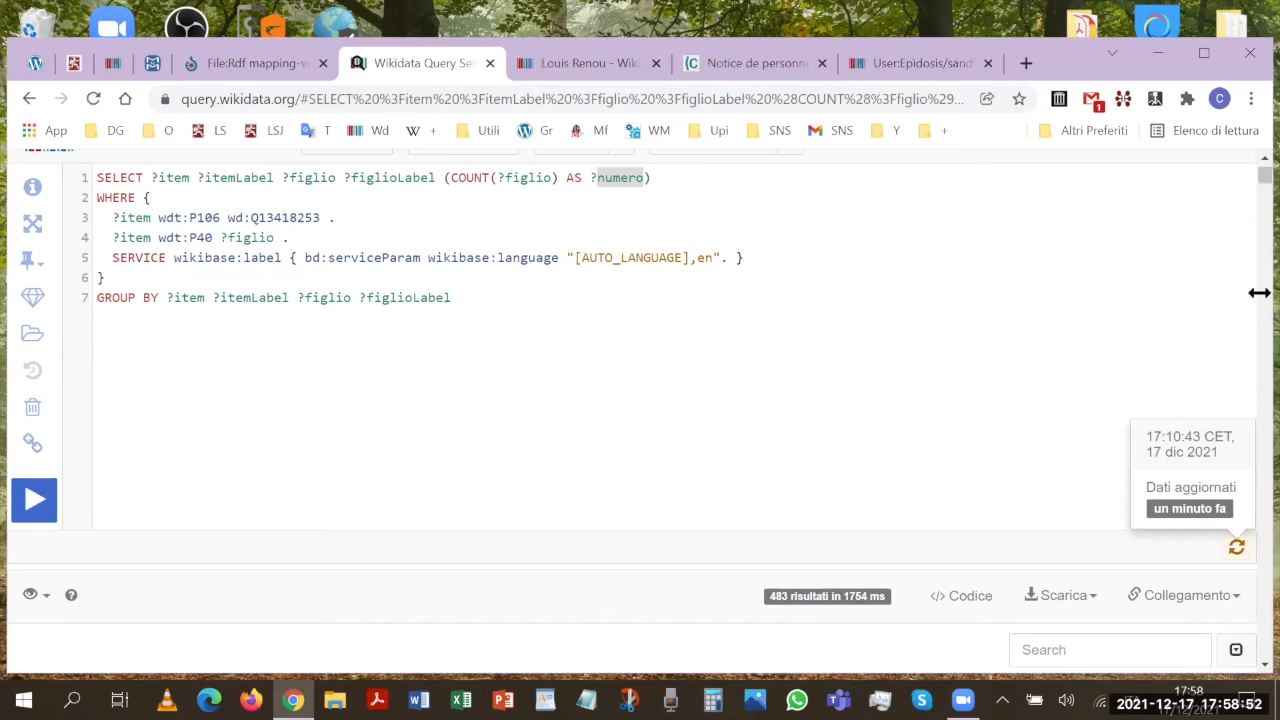 File:Rdf mapping-v
Wikidata Query Ser
Louis Renou - Wiki
Notice de personne
User:Epìdosis/sand
query.wikidata.org/#SELECT%20%3Fitem%20%3FitemLabel%20%3Ffiglio%20%3FfiglioLabel%20%28COUNT%28%3Ffiglio%29...
App DG O LS LSJ T Wd + Utili Gr Mf WM Upi SNS SNS Y + Altri Preferiti Elenco di lettura
1 SELECT ?item ?itemLabel ?figlio ?figlioLabel (COUNT(?figlio) AS ?numero)
2 WHERE {
3 ?item wdt:P106 wd:Q13418253 .
4 ?item wdt:P40 ?figlio .
5 SERVICE wikibase:label { bd:serviceParam wikibase:language "[AUTO_LANGUAGE],en". }
6 }
7 GROUP BY ?item ?itemLabel ?figlio ?figlioLabel
17:10:43 CET,
17 dic 2021
Dati aggiornati
un minuto fa
483 risultati in 1754 ms
</> Codice
Scarica
Collegamento
Search
17:58
2021-12-17 17:58:52